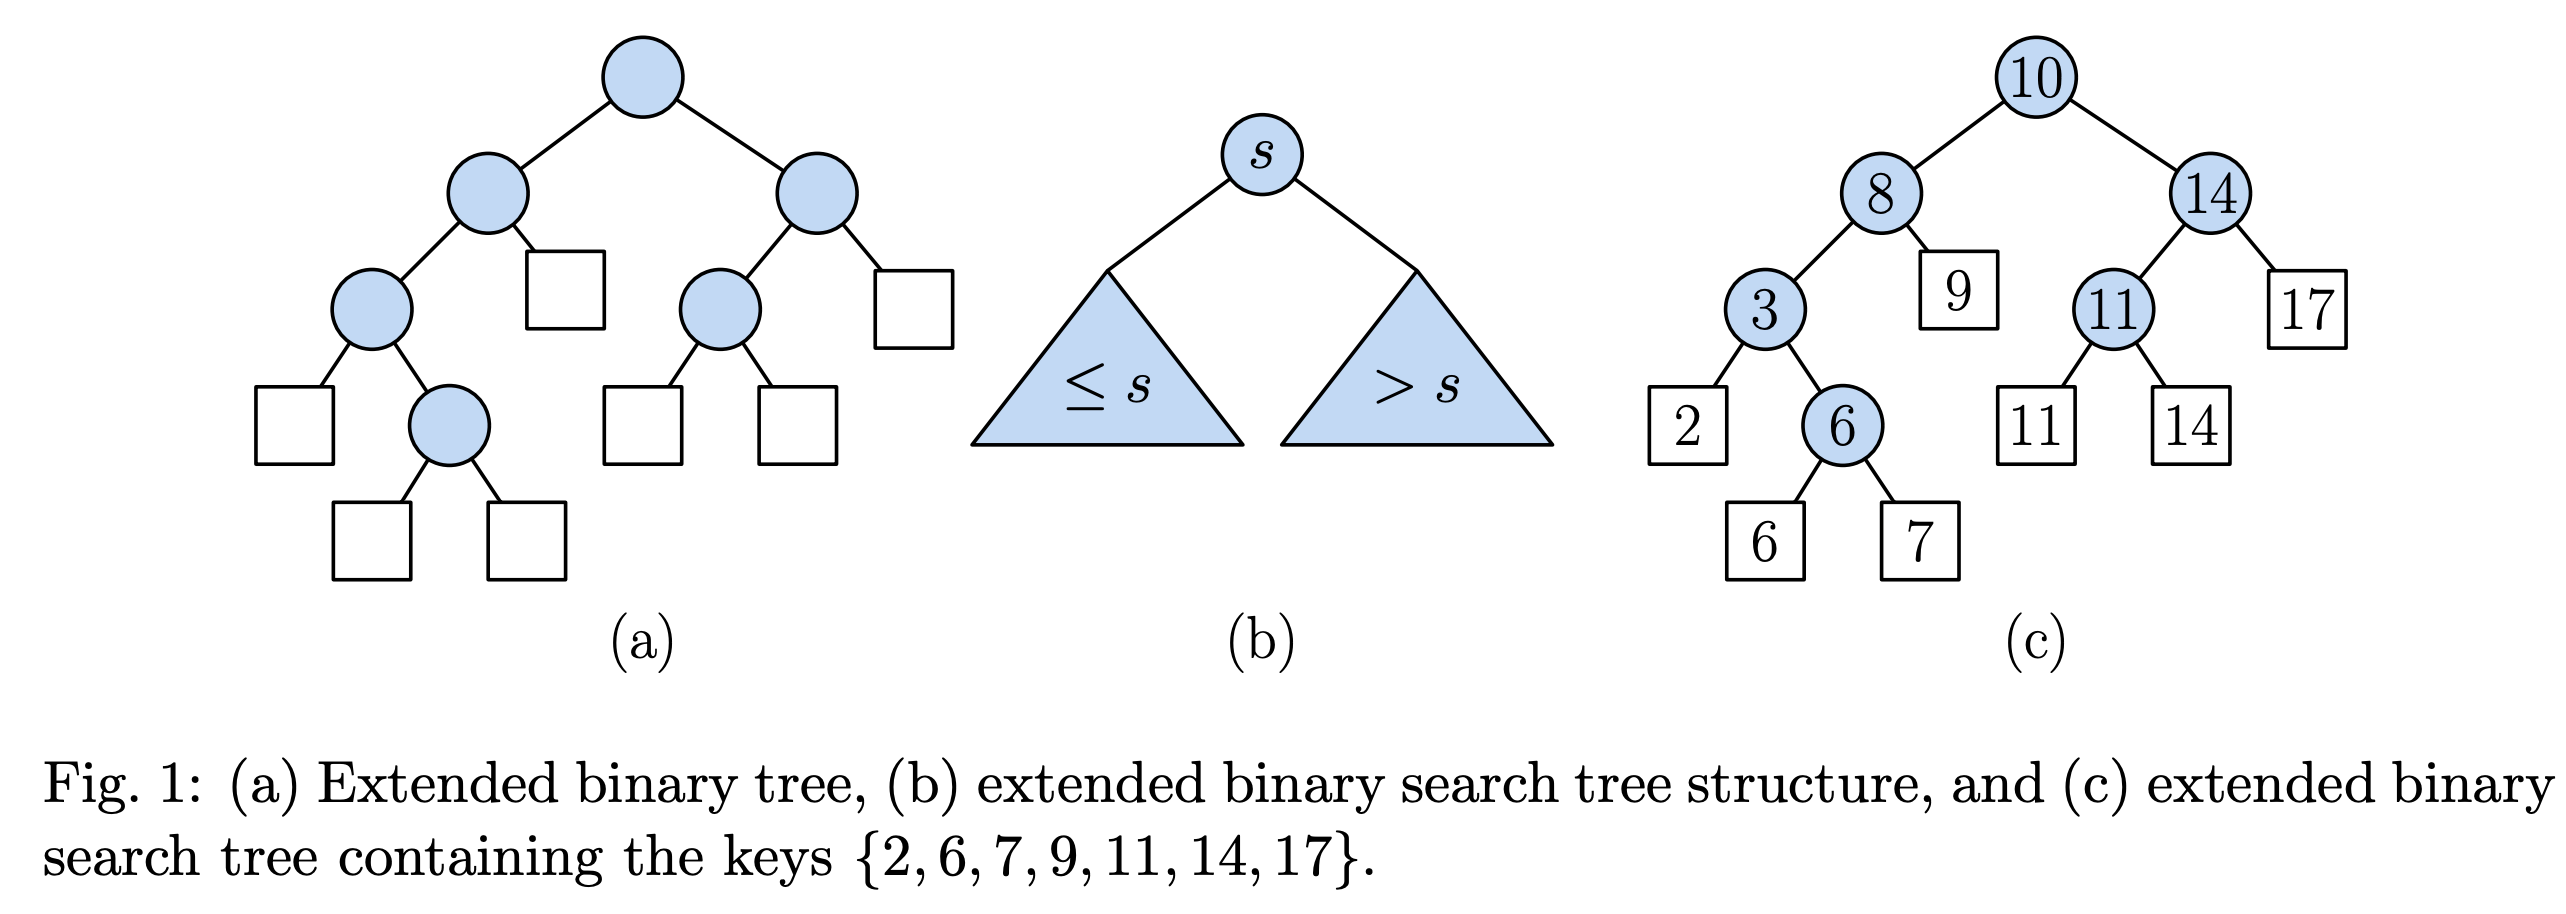 10
8 14
s
3 9 11 17
≤ s > s
2 6 11 14
6 7
(a) (b) (c)
Fig. 1: (a) Extended binary tree, (b) extended binary search tree structure, and (c) extended binary
search tree containing the keys {2, 6, 7, 9, 11, 14, 17}.